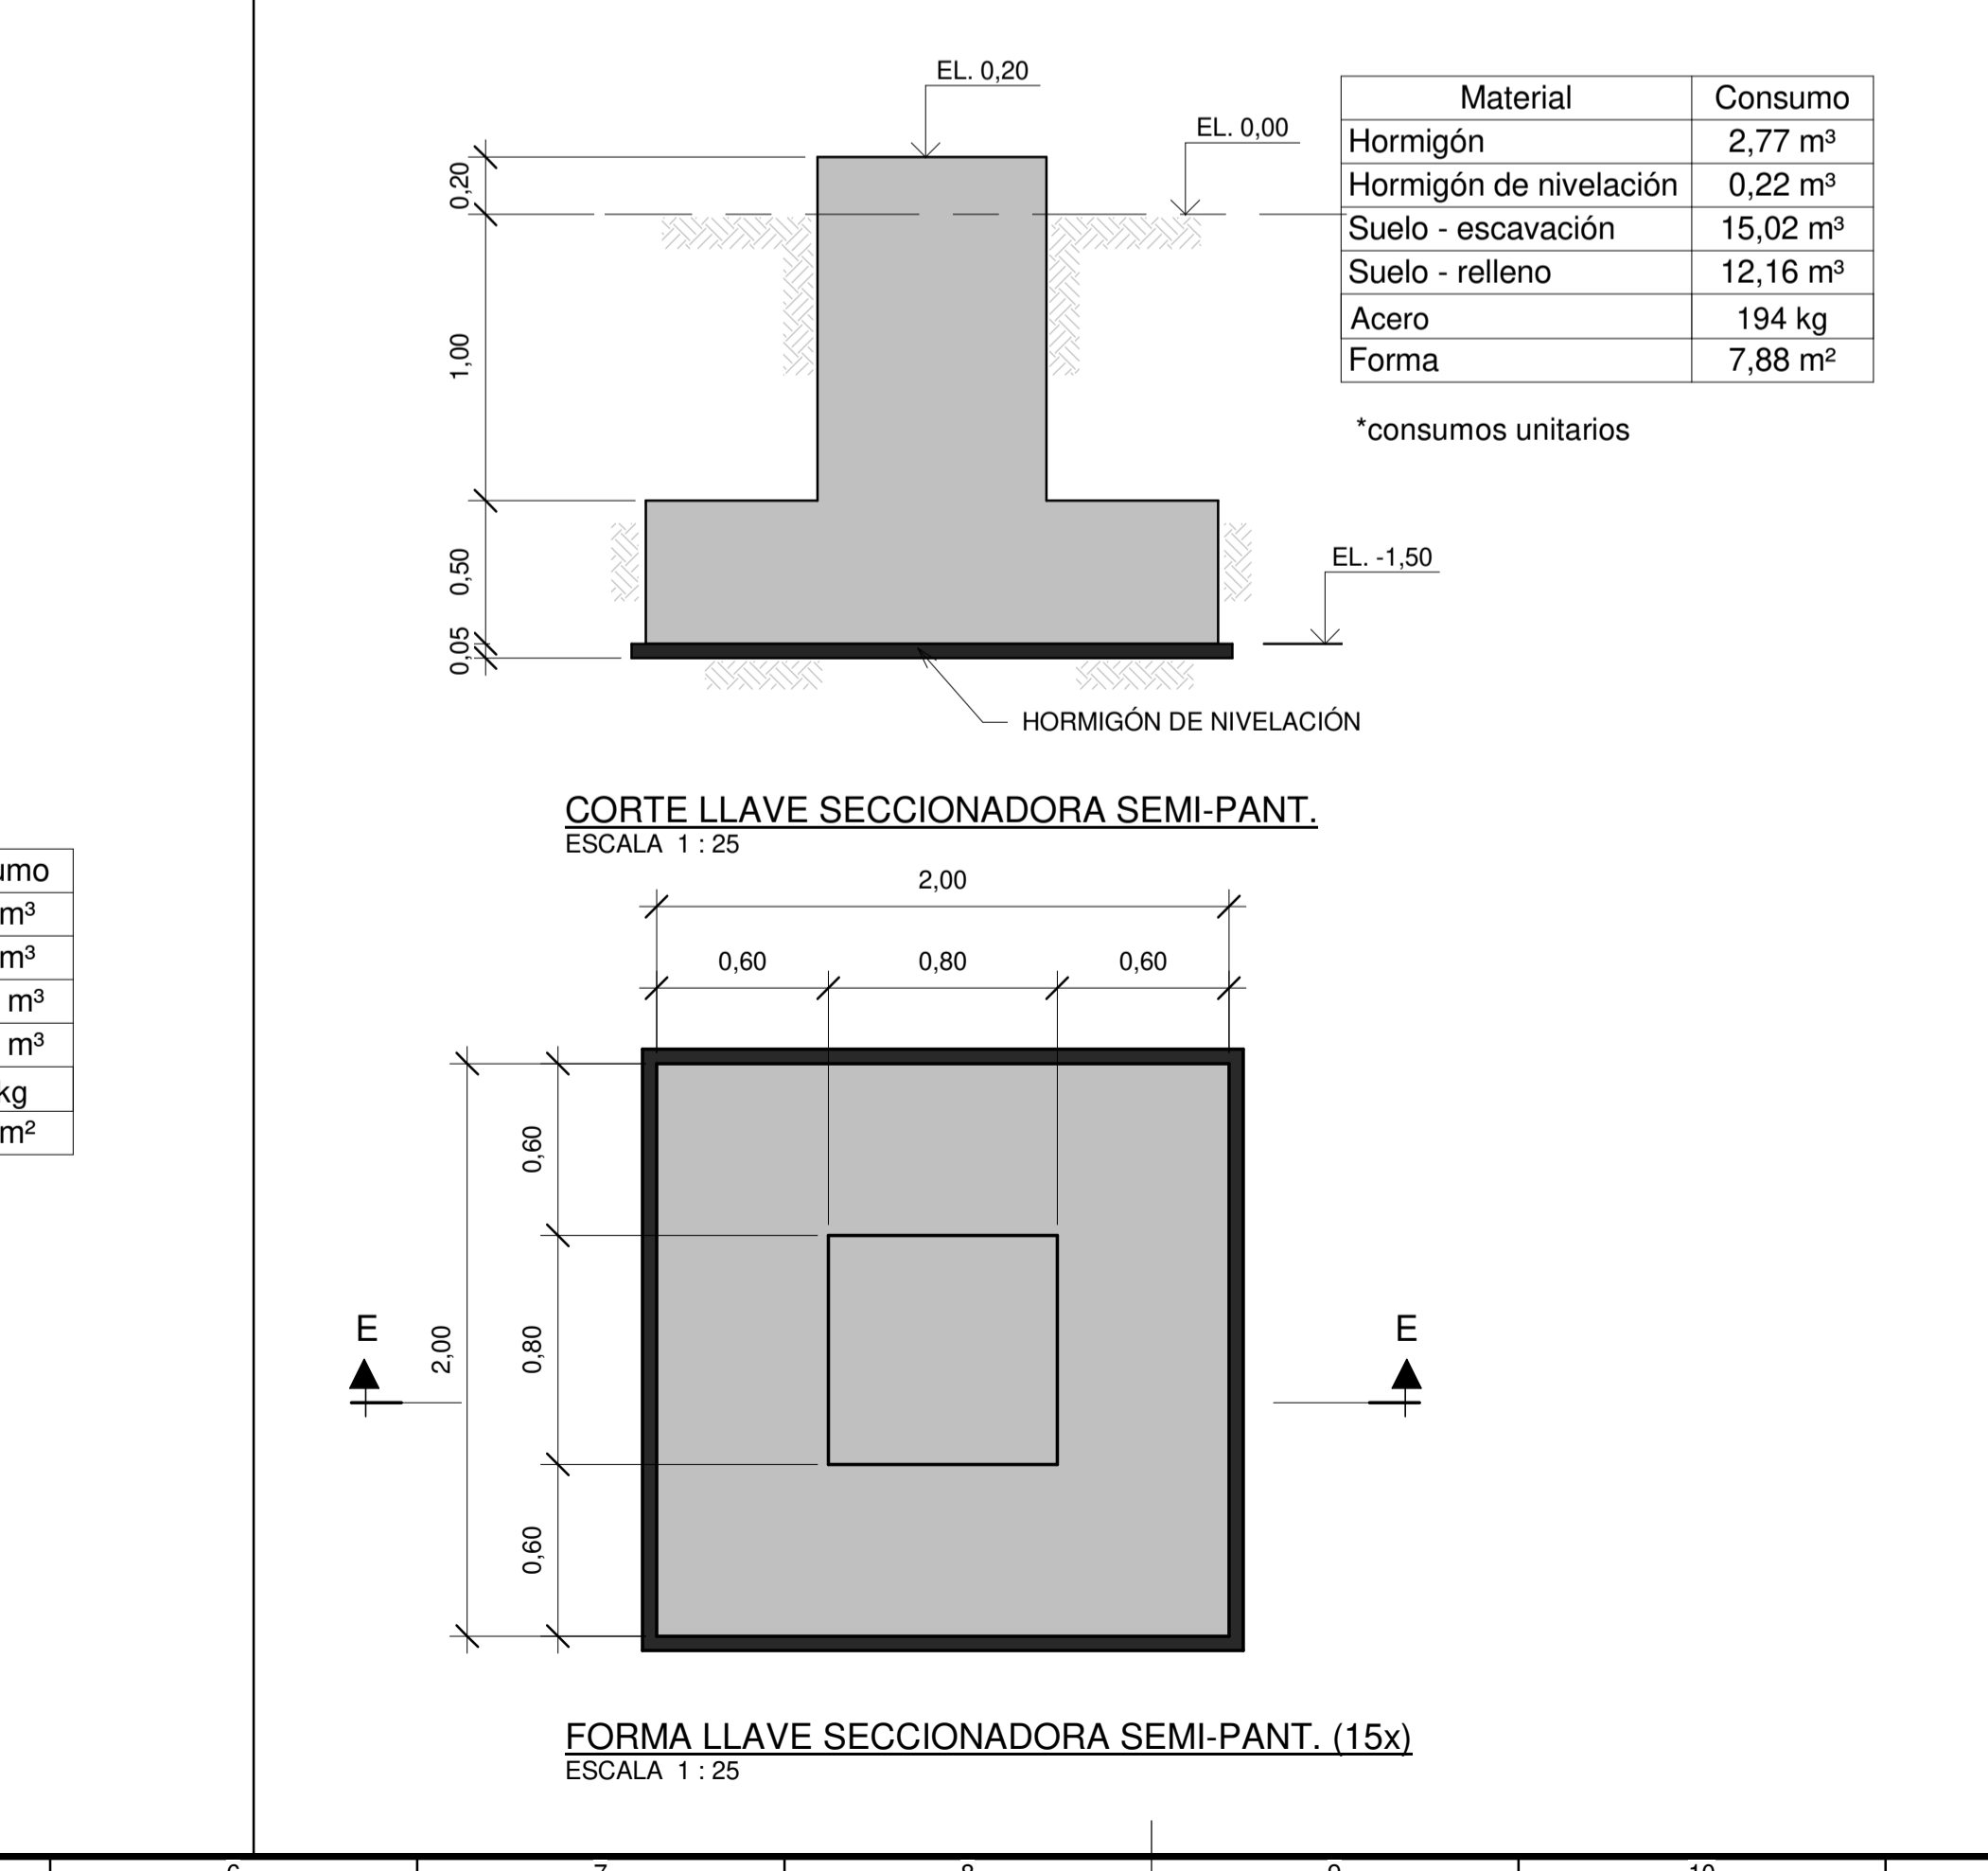 EL. 0,20
EL. 0,00
0,20
1,00
0,50
0,05
EL. -1,50
HORMIGÓN DE NIVELACIÓN
Material Consumo
Hormigón 2,77 m³
Hormigón de nivelación 0,22 m³
Suelo - escavación 15,02 m³
Suelo - relleno 12,16 m³
Acero 194 kg
Forma 7,88 m²
*consumos unitarios
CORTE LLAVE SECCIONADORA SEMI-PANT.
ESCALA 1 : 25
umo
m³
m³
m³
m³
kg
m²
2,00
0,60 0,80 0,60
0,60
0,80
0,60
2,00
E E
FORMA LLAVE SECCIONADORA SEMI-PANT. (15x)
ESCALA 1 : 25